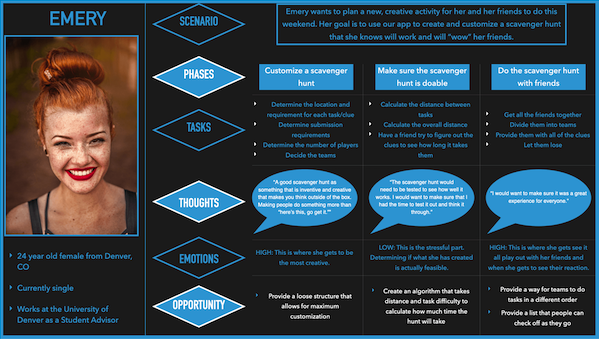 EMERY
24 year old female from Denver,
CO
Currently single
Works at the University of
Denver as a Student Advisor
SCENARIO
Emery wants to plan a new, creative activity for her and her friends to do this
weekend. Her goal is to use our app to create and customize a scavenger hunt
that she knows will work and will "wow" her friends.
PHASES
Customize a scavenger
hunt
Make sure the scavenger
hunt is doable
Do the scavenger hunt
with friends
TASKS
Determine the location and
requirement for each task/clue
Determine submission
requirements
Determine the number of players
Decide the teams
Calculate the distance between
tasks
Calculate the overall distance
Have a friend try to figure out the
clues to see how long it takes
them
Get all the friends together
Divide them into teams
Provide them with all of the clues
Let them lose
THOUGHTS
"A good scavenger hunt as
something that is inventive and creative
that makes you think outside of the box.
Making people do something more than
"here's this, go get it.""
"The scavenger hunt would
need to be tested to see how well it
works. I would want to make sure that I
had the time to test it out and think it
through."
"I would want to make sure it was a great
experience for everyone."
EMOTIONS
HIGH: This is where she gets to be
the most creative.
LOW: This is the stressful part.
Determining if what she has created
is actually feasible.
HIGH: This is where she gets see it
all play out with her friends and
when she gets to see their reaction.
OPPORTUNITY
Provide a loose structure that
allows for maximum
customization
Create an algorithm that takes
distance and task difficulty to
calculate how much time the
hunt will take
Provide a way for teams to do
tasks in a different order
Provide a list that people can
check off as they go